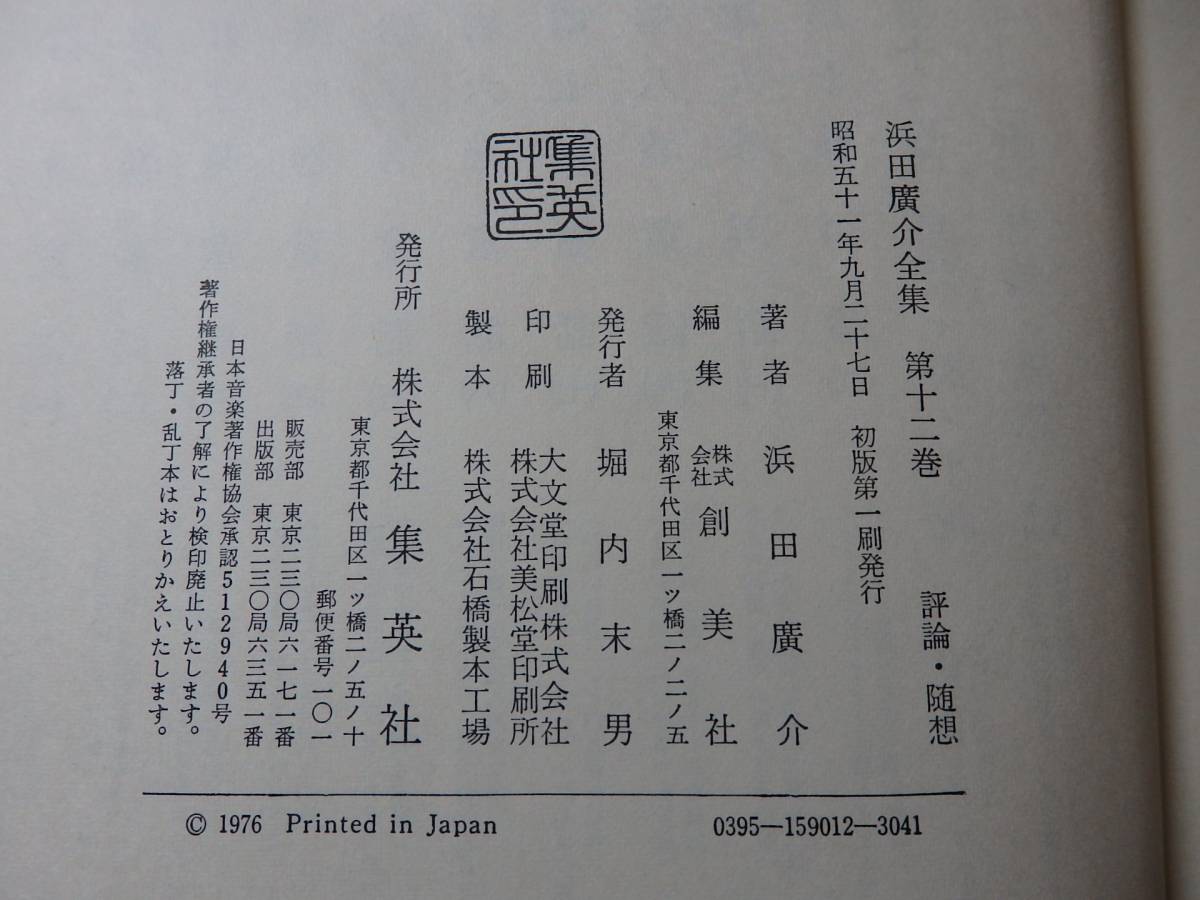 浜田廣介全集 第十二巻 評論・随想
昭和五十一年九月二十七日 初版第一刷発行
著者 浜田廣介
編集 株式会社 創美社
東京都千代田区一ツ橋二ノ二ノ五
発行者 堀内末男
印刷 大文堂印刷株式会社
株式会社美松堂印刷所
製本 株式会社石橋製本工場
集英社印
発行所 株式会社 集英社
東京都千代田区一ツ橋二ノ五ノ十
郵便番号一〇一
販売部 東京二三〇局六一七一番
出版部 東京二三〇局六三五一番
日本音楽著作権協会承認512940号
著作権継承者の了解により検印廃止いたします。
落丁・乱丁本はおとりかえいたします。
© 1976 Printed in Japan
0395—159012—3041